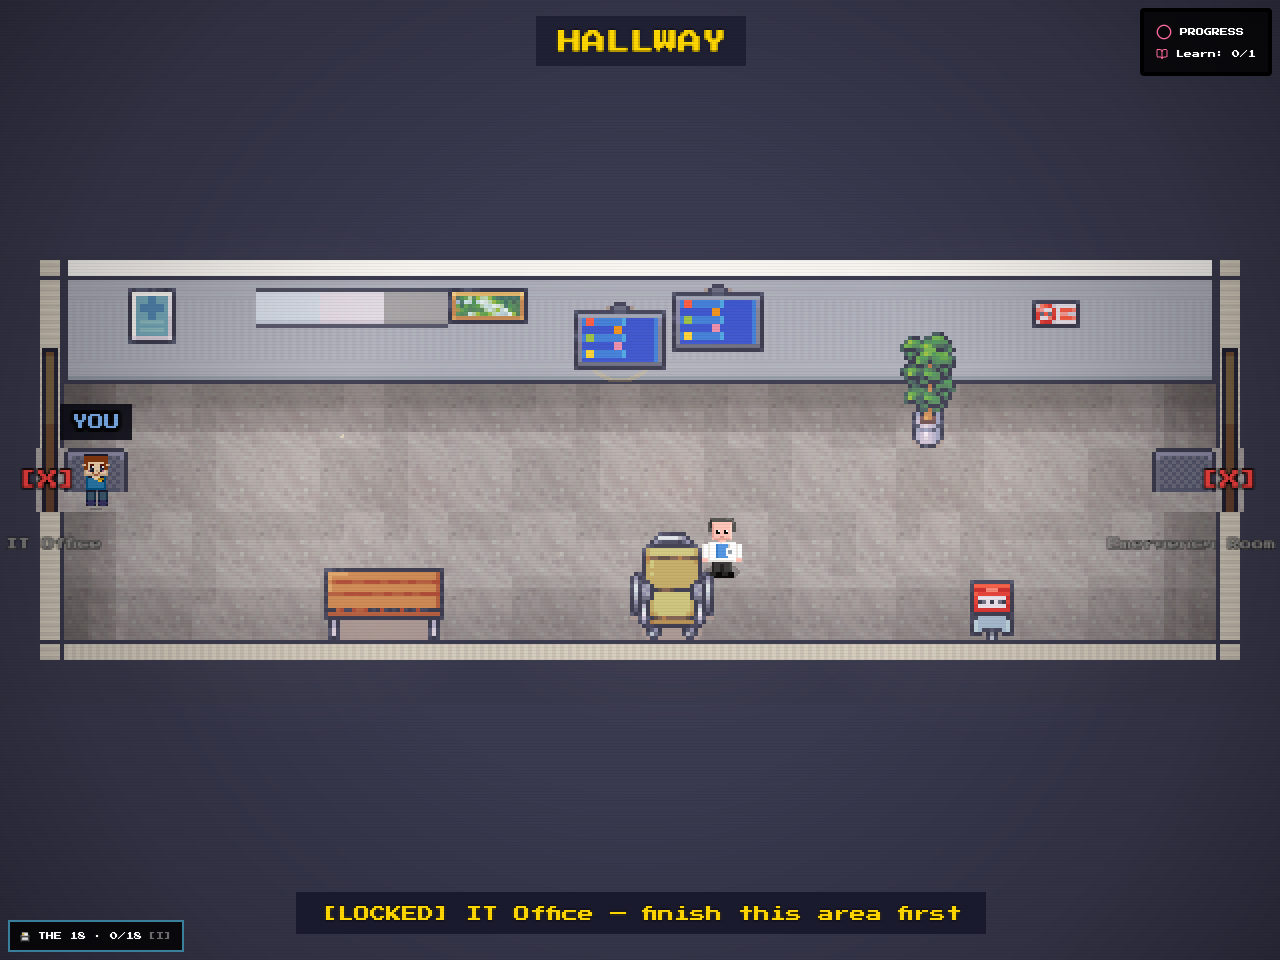 HALLWAY
PROGRESS
Learn: 0/1
YOU
[X]
[X]
IT Office
Emergency Room
[LOCKED] IT Office — finish this area first
THE 18 · 0/18 [I]